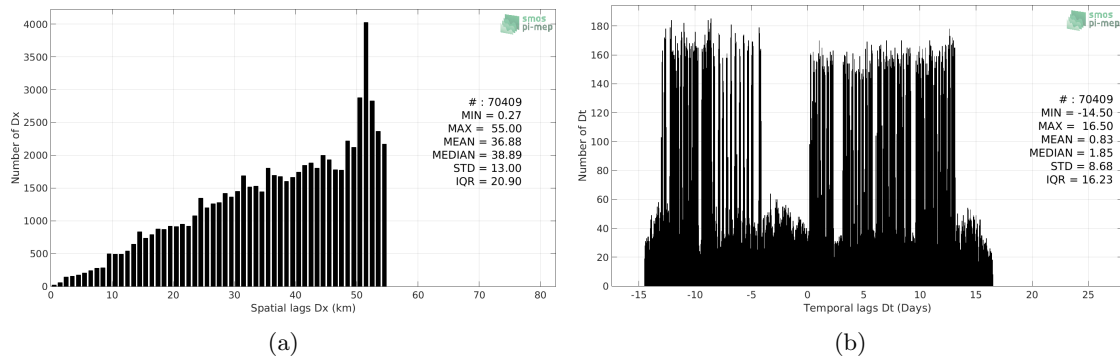 smos
pi-mep
4000
3500
3000
2500
2000
1500
1000
500
0
Number of Dx
# : 70409
MIN = 0.27
MAX = 55.00
MEAN = 36.88
MEDIAN = 38.89
STD = 13.00
IQR = 20.90
0 10 20 30 40 50 60 70 80
Spatial lags Dx (km)
(a)
smos
pi-mep
180
160
140
120
100
80
60
40
20
0
Number of Dt
# : 70409
MIN = -14.50
MAX = 16.50
MEAN = 0.83
MEDIAN = 1.85
STD = 8.68
IQR = 16.23
-15 -10 -5 0 5 10 15 20 25
Temporal lags Dt (Days)
(b)